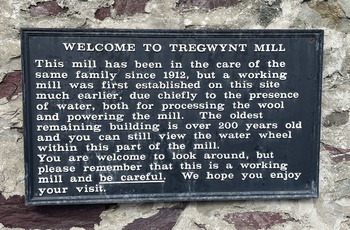 WELCOME TO TREGWYNT MILL
This mill has been in the care of the
same family since 1912, but a working
mill was first established on this site
much earlier, due chiefly to the presence
of water, both for processing the wool
and powering the mill. The oldest
remaining building is over 200 years old
and you can still view the water wheel
within this part of the mill.
You are welcome to look around, but
please remember that this is a working
mill and be careful. We hope you enjoy
your visit.